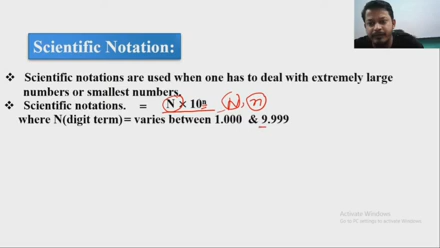 Scientific Notation:
❖ Scientific notations are used when one has to deal with extremely large
numbers or smallest numbers.
❖ Scientific notations. = N × 10ⁿ N, n
where N(digit term)= varies between 1.000 & 9.999
Activate Windows
Go to PC settings to activate Windows.